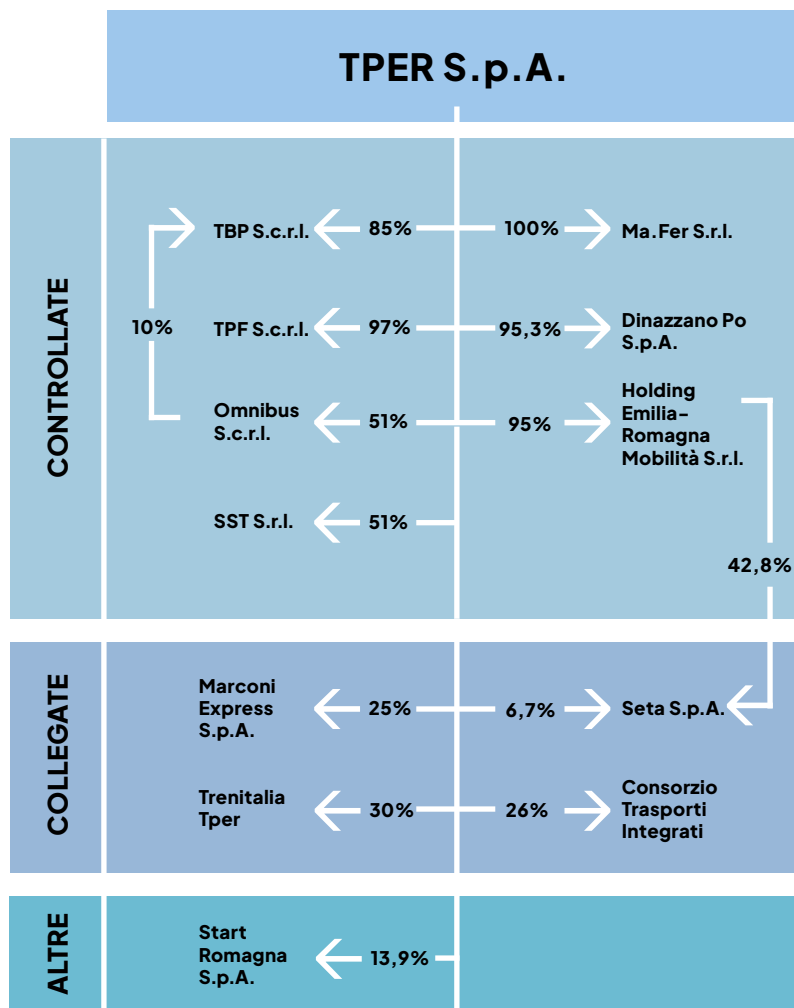 TPER S.p.A.
CONTROLLATE
TBP S.c.r.l.
85%
100%
Ma.Fer S.r.l.
10%
TPF S.c.r.l.
97%
95,3%
Dinazzano Po
S.p.A.
Omnibus
S.c.r.l.
51%
95%
Holding
Emilia-
Romagna
Mobilità S.r.l.
SST S.r.l.
51%
42,8%
COLLEGATE
Marconi
Express
S.p.A.
25%
6,7%
Seta S.p.A.
Trenitalia
Tper
30%
26%
Consorzio
Trasporti
Integrati
ALTRE
Start
Romagna
S.p.A.
13,9%